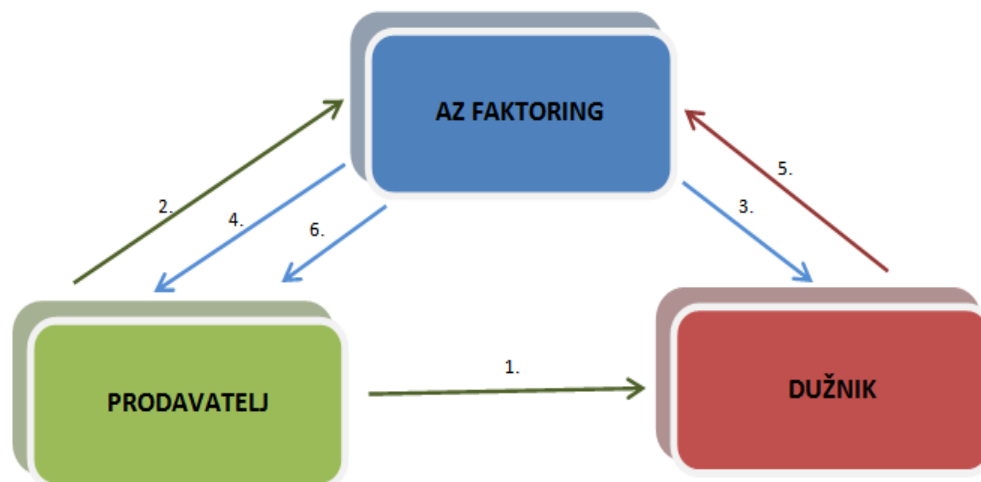 AZ FAKTORING
2.
4.
6.
3.
5.
1.
PRODAVATELJ
DUŽNIK